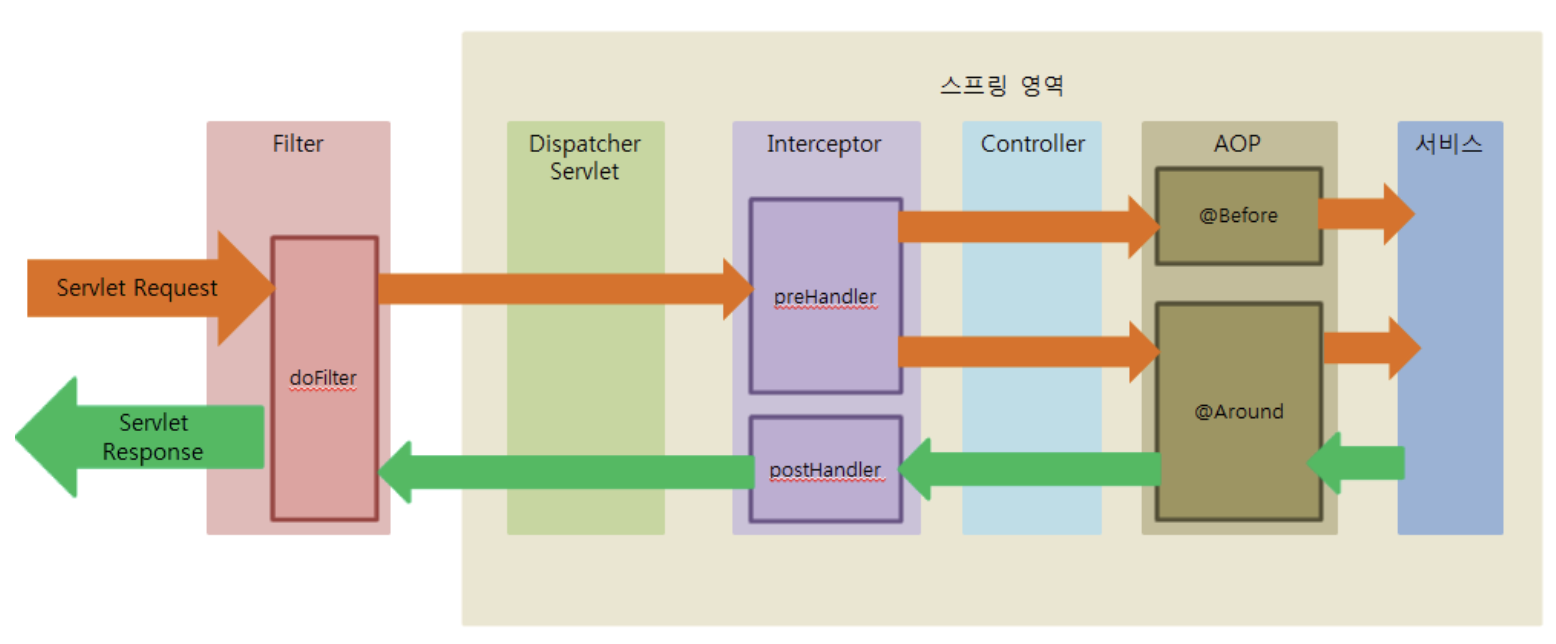 스프링 영역
Filter
Dispatcher
Servlet
Interceptor
Controller
AOP
서비스
@Before
Servlet Request
preHandler
doFilter
@Around
Servlet
Response
postHandler